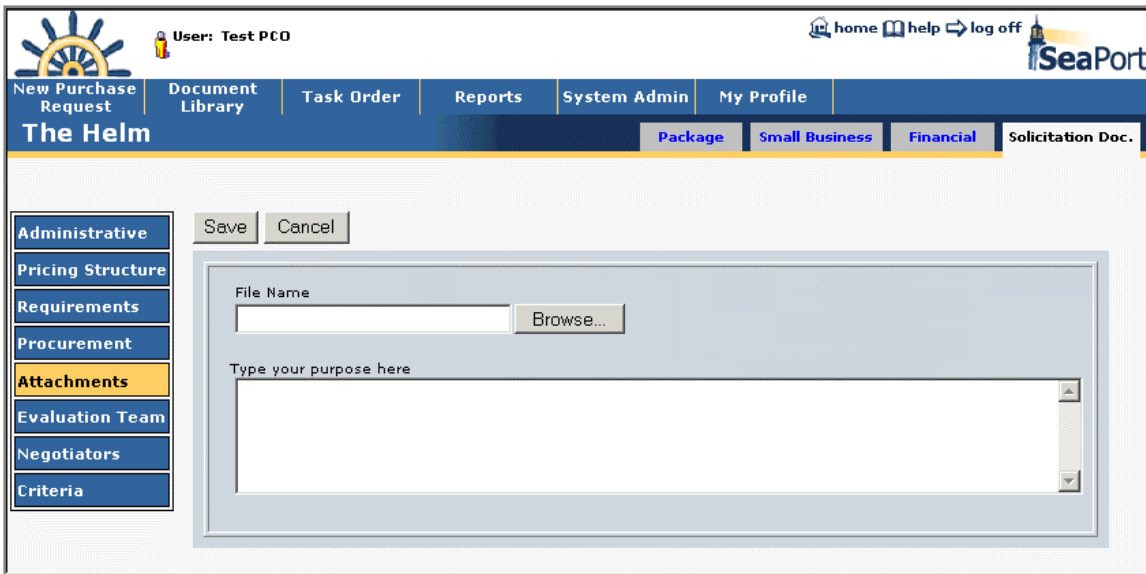 User: Test PCO
home help log off
SeaPort
New Purchase Request
Document Library
Task Order
Reports
System Admin
My Profile
The Helm
Package
Small Business
Financial
Solicitation Doc.
Administrative
Pricing Structure
Requirements
Procurement
Attachments
Evaluation Team
Negotiators
Criteria
Save
Cancel
File Name
Browse...
Type your purpose here